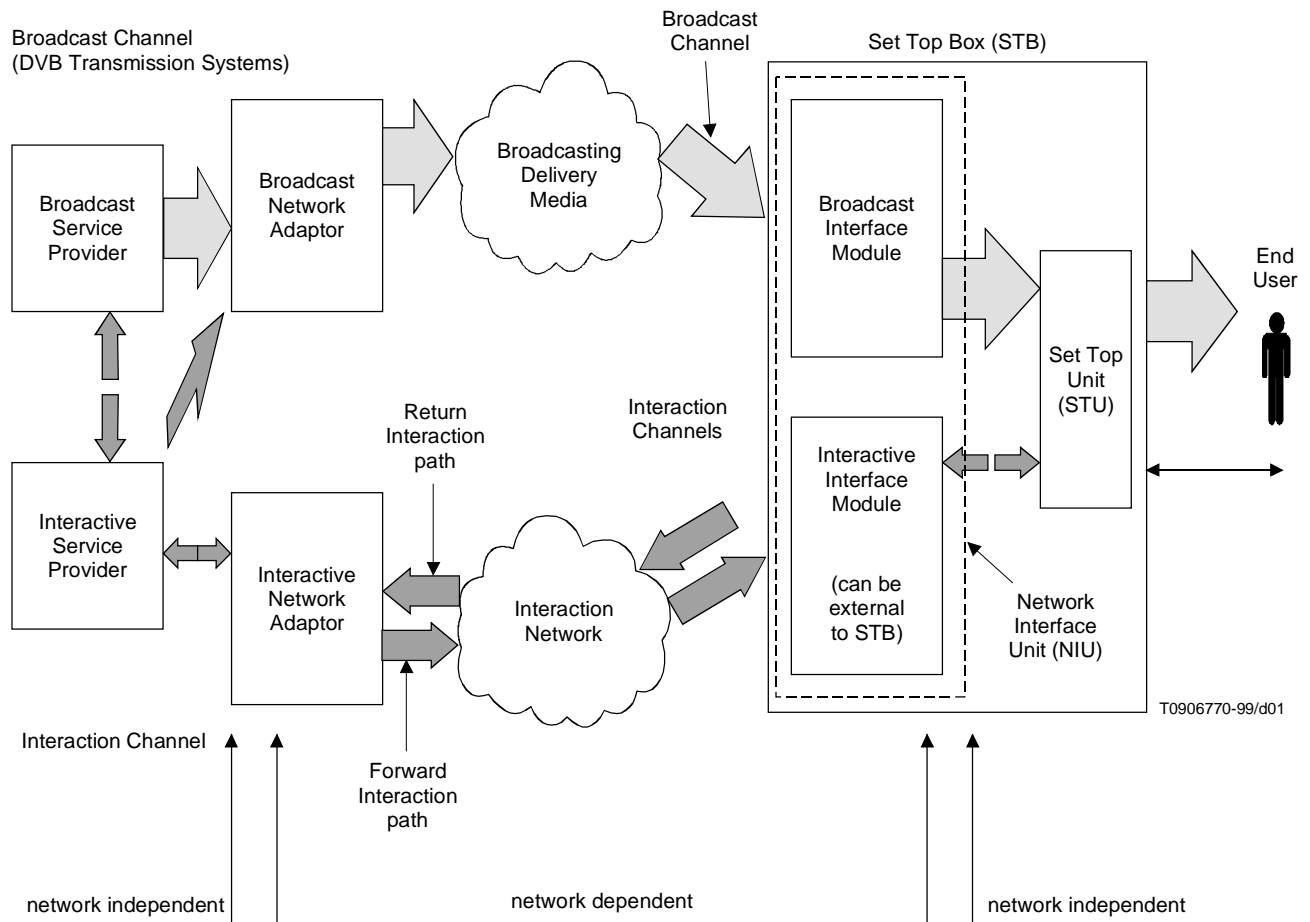 Broadcast Channel
(DVB Transmission Systems)
Broadcast
Channel
Set Top Box (STB)
Broadcast
Service
Provider
Broadcast
Network
Adaptor
Broadcasting
Delivery
Media
Broadcast
Interface
Module
End
User
Set Top
Unit
(STU)
Return
Interaction
path
Interaction
Channels
Interactive
Service
Provider
Interactive
Network
Adaptor
Interaction
Network
Interactive
Interface
Module
(can be
external
to STB)
Network
Interface
Unit (NIU)
T0906770-99/d01
Interaction Channel
Forward
Interaction
path
network independent
network dependent
network independent